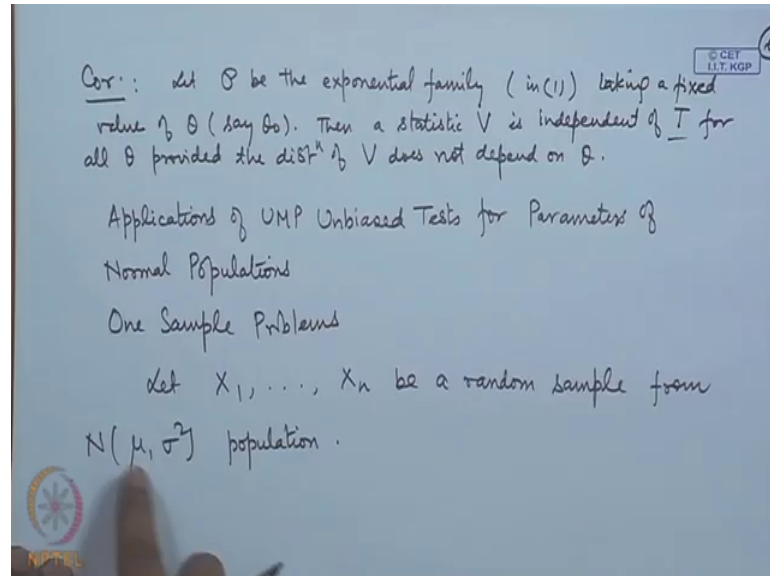 © CET
I.I.T. KGP
Cor.: Let 𝒫 be the exponential family (in (1)) taking a fixed
value of θ (say θ₀). Then a statistic V is independent of T for
all θ provided the distⁿ of V does not depend on θ.
Applications of UMP Unbiased Tests for Parameters of
Normal Populations
One Sample Problems
Let X₁, ..., Xₙ be a random sample from
N(μ, σ²) population.
NPTEL